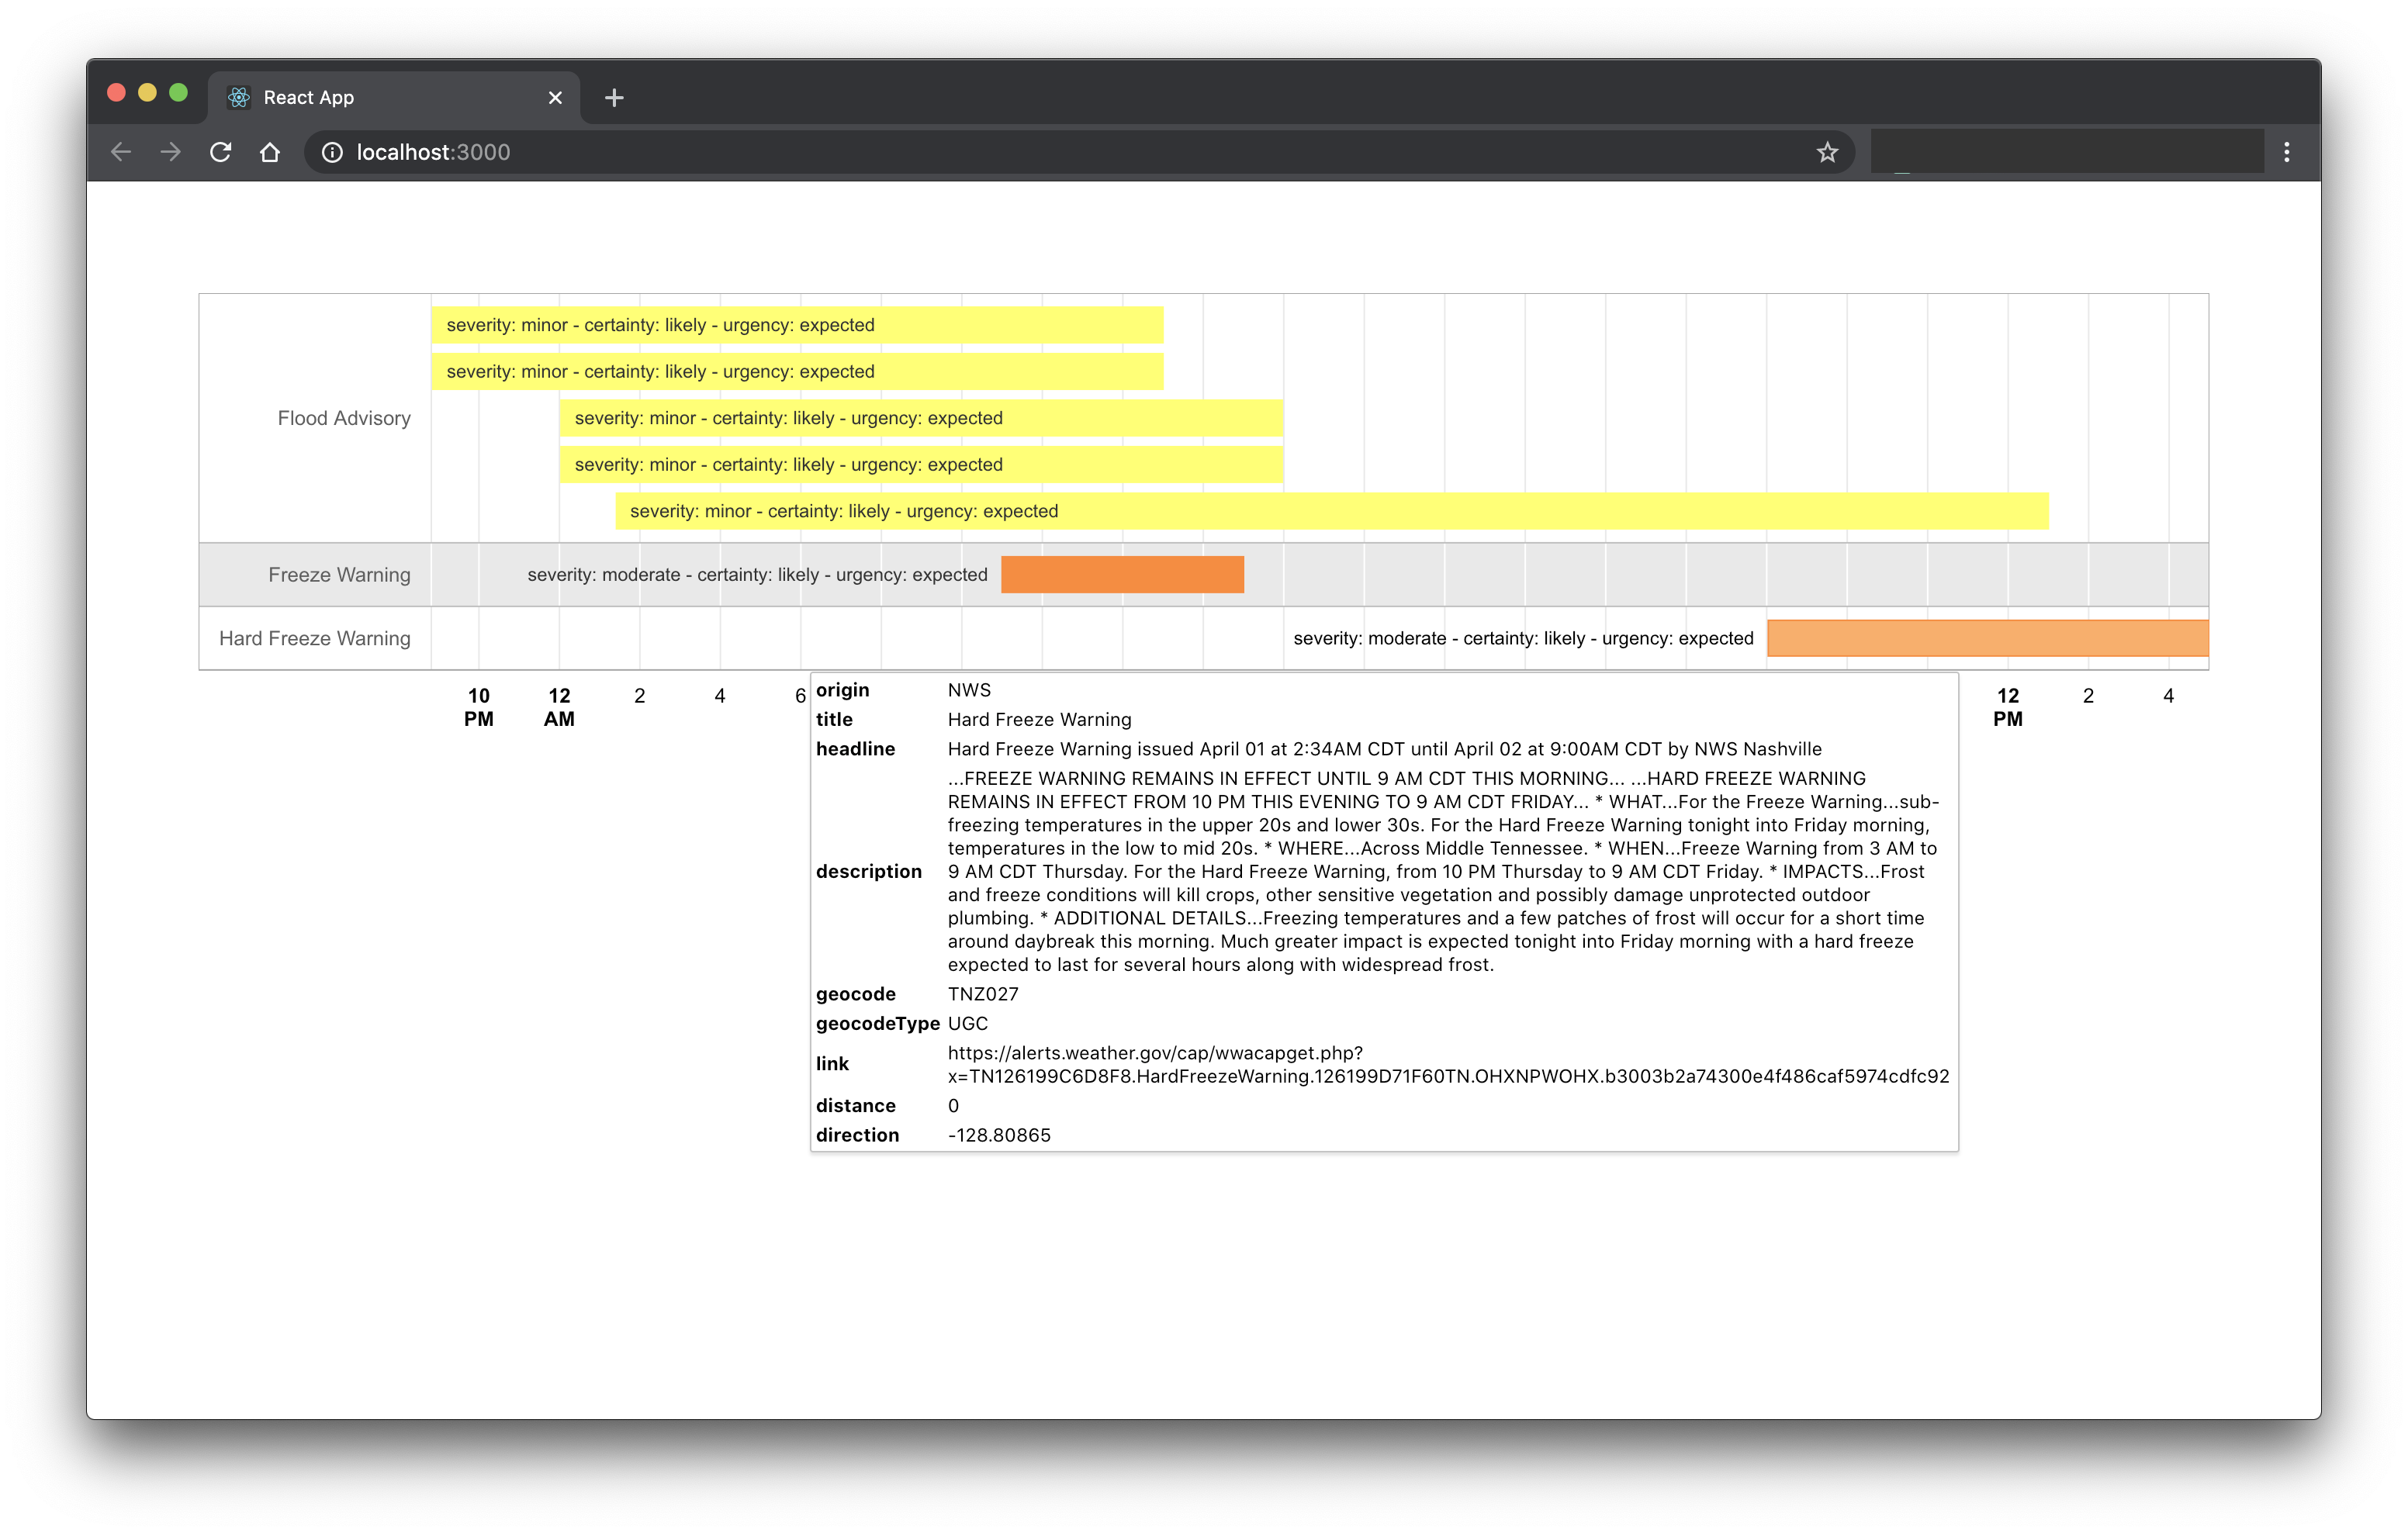 React App
localhost:3000
Flood Advisory
severity: minor - certainty: likely - urgency: expected
severity: minor - certainty: likely - urgency: expected
severity: minor - certainty: likely - urgency: expected
severity: minor - certainty: likely - urgency: expected
severity: minor - certainty: likely - urgency: expected
Freeze Warning
severity: moderate - certainty: likely - urgency: expected
Hard Freeze Warning
severity: moderate - certainty: likely - urgency: expected
10 PM
12 AM
2
4
6
12 PM
2
4
origin NWS
title Hard Freeze Warning
headline Hard Freeze Warning issued April 01 at 2:34AM CDT until April 02 at 9:00AM CDT by NWS Nashville
description
...FREEZE WARNING REMAINS IN EFFECT UNTIL 9 AM CDT THIS MORNING... ...HARD FREEZE WARNING
REMAINS IN EFFECT FROM 10 PM THIS EVENING TO 9 AM CDT FRIDAY... * WHAT...For the Freeze Warning...sub-
freezing temperatures in the upper 20s and lower 30s. For the Hard Freeze Warning tonight into Friday morning,
temperatures in the low to mid 20s. * WHERE...Across Middle Tennessee. * WHEN...Freeze Warning from 3 AM to
9 AM CDT Thursday. For the Hard Freeze Warning, from 10 PM Thursday to 9 AM CDT Friday. * IMPACTS...Frost
and freeze conditions will kill crops, other sensitive vegetation and possibly damage unprotected outdoor
plumbing. * ADDITIONAL DETAILS...Freezing temperatures and a few patches of frost will occur for a short time
around daybreak this morning. Much greater impact is expected tonight into Friday morning with a hard freeze
expected to last for several hours along with widespread frost.
geocode TNZ027
geocodeType UGC
link https://alerts.weather.gov/cap/wwacapget.php?
x=TN126199C6D8F8.HardFreezeWarning.126199D71F60TN.OHXNPWOHX.b3003b2a74300e4f486caf5974cdfc92
distance 0
direction -128.80865